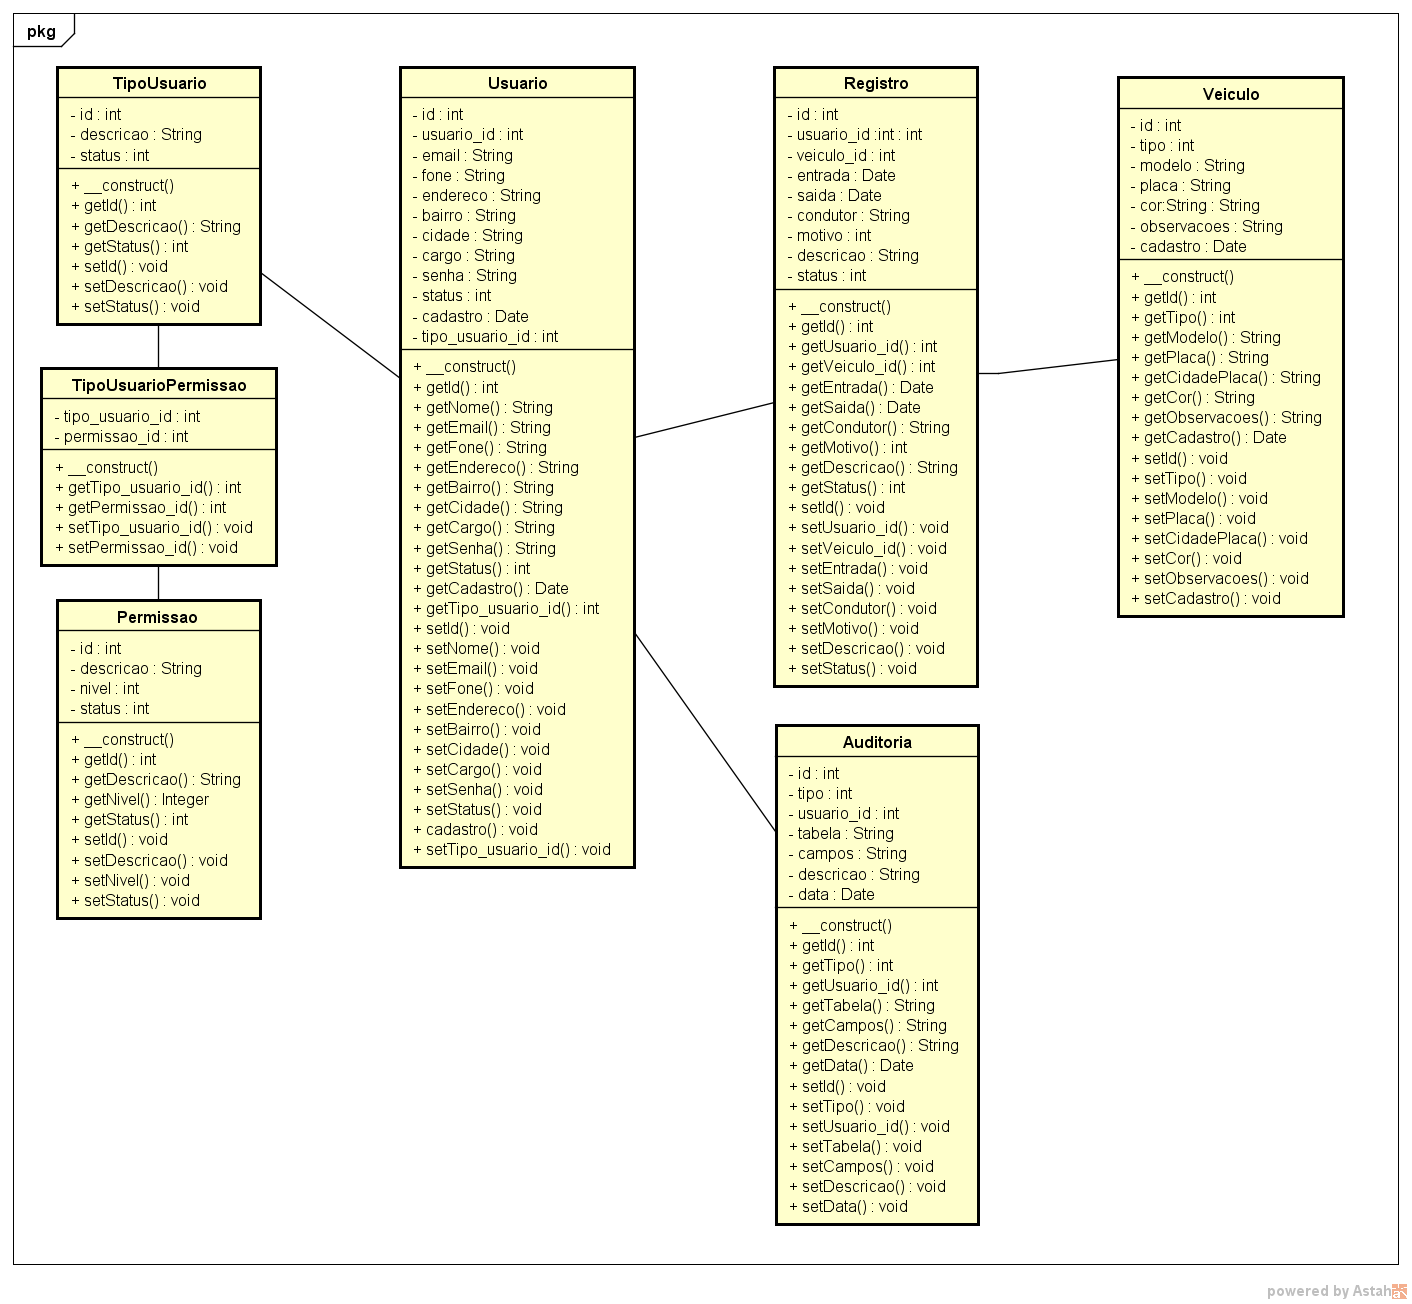 pkg
TipoUsuario
- id : int
- descricao : String
- status : int
+ __construct()
+ getId() : int
+ getDescricao() : String
+ getStatus() : int
+ setId() : void
+ setDescricao() : void
+ setStatus() : void
TipoUsuarioPermissao
- tipo_usuario_id : int
- permissao_id : int
+ __construct()
+ getTipo_usuario_id() : int
+ getPermissao_id() : int
+ setTipo_usuario_id() : void
+ setPermissao_id() : void
Permissao
- id : int
- descricao : String
- nivel : int
- status : int
+ __construct()
+ getId() : int
+ getDescricao() : String
+ getNivel() : Integer
+ getStatus() : int
+ setId() : void
+ setDescricao() : void
+ setNivel() : void
+ setStatus() : void
Usuario
- id : int
- usuario_id : int
- email : String
- fone : String
- endereco : String
- bairro : String
- cidade : String
- cargo : String
- senha : String
- status : int
- cadastro : Date
- tipo_usuario_id : int
+ __construct()
+ getId() : int
+ getNome() : String
+ getEmail() : String
+ getFone() : String
+ getEndereco() : String
+ getBairro() : String
+ getCidade() : String
+ getCargo() : String
+ getSenha() : String
+ getStatus() : int
+ getCadastro() : Date
+ getTipo_usuario_id() : int
+ setId() : void
+ setNome() : void
+ setEmail() : void
+ setFone() : void
+ setEndereco() : void
+ setBairro() : void
+ setCidade() : void
+ setCargo() : void
+ setSenha() : void
+ setStatus() : void
+ cadastro() : void
+ setTipo_usuario_id() : void
Registro
- id : int
- usuario_id :int : int
- veiculo_id : int
- entrada : Date
- saida : Date
- condutor : String
- motivo : int
- descricao : String
- status : int
+ __construct()
+ getId() : int
+ getUsuario_id() : int
+ getVeiculo_id() : int
+ getEntrada() : Date
+ getSaida() : Date
+ getCondutor() : String
+ getMotivo() : int
+ getDescricao() : String
+ getStatus() : int
+ setId() : void
+ setUsuario_id() : void
+ setVeiculo_id() : void
+ setEntrada() : void
+ setSaida() : void
+ setCondutor() : void
+ setMotivo() : void
+ setDescricao() : void
+ setStatus() : void
Auditoria
- id : int
- tipo : int
- usuario_id : int
- tabela : String
- campos : String
- descricao : String
- data : Date
+ __construct()
+ getId() : int
+ getTipo() : int
+ getUsuario_id() : int
+ getTabela() : String
+ getCampos() : String
+ getDescricao() : String
+ getData() : Date
+ setId() : void
+ setTipo() : void
+ setUsuario_id() : void
+ setTabela() : void
+ setCampos() : void
+ setDescricao() : void
+ setData() : void
Veiculo
- id : int
- tipo : int
- modelo : String
- placa : String
- cor:String : String
- observacoes : String
- cadastro : Date
+ __construct()
+ getId() : int
+ getTipo() : int
+ getModelo() : String
+ getPlaca() : String
+ getCidadePlaca() : String
+ getCor() : String
+ getObservacoes() : String
+ getCadastro() : Date
+ setId() : void
+ setTipo() : void
+ setModelo() : void
+ setPlaca() : void
+ setCidadePlaca() : void
+ setCor() : void
+ setObservacoes() : void
+ setCadastro() : void
powered by Astah